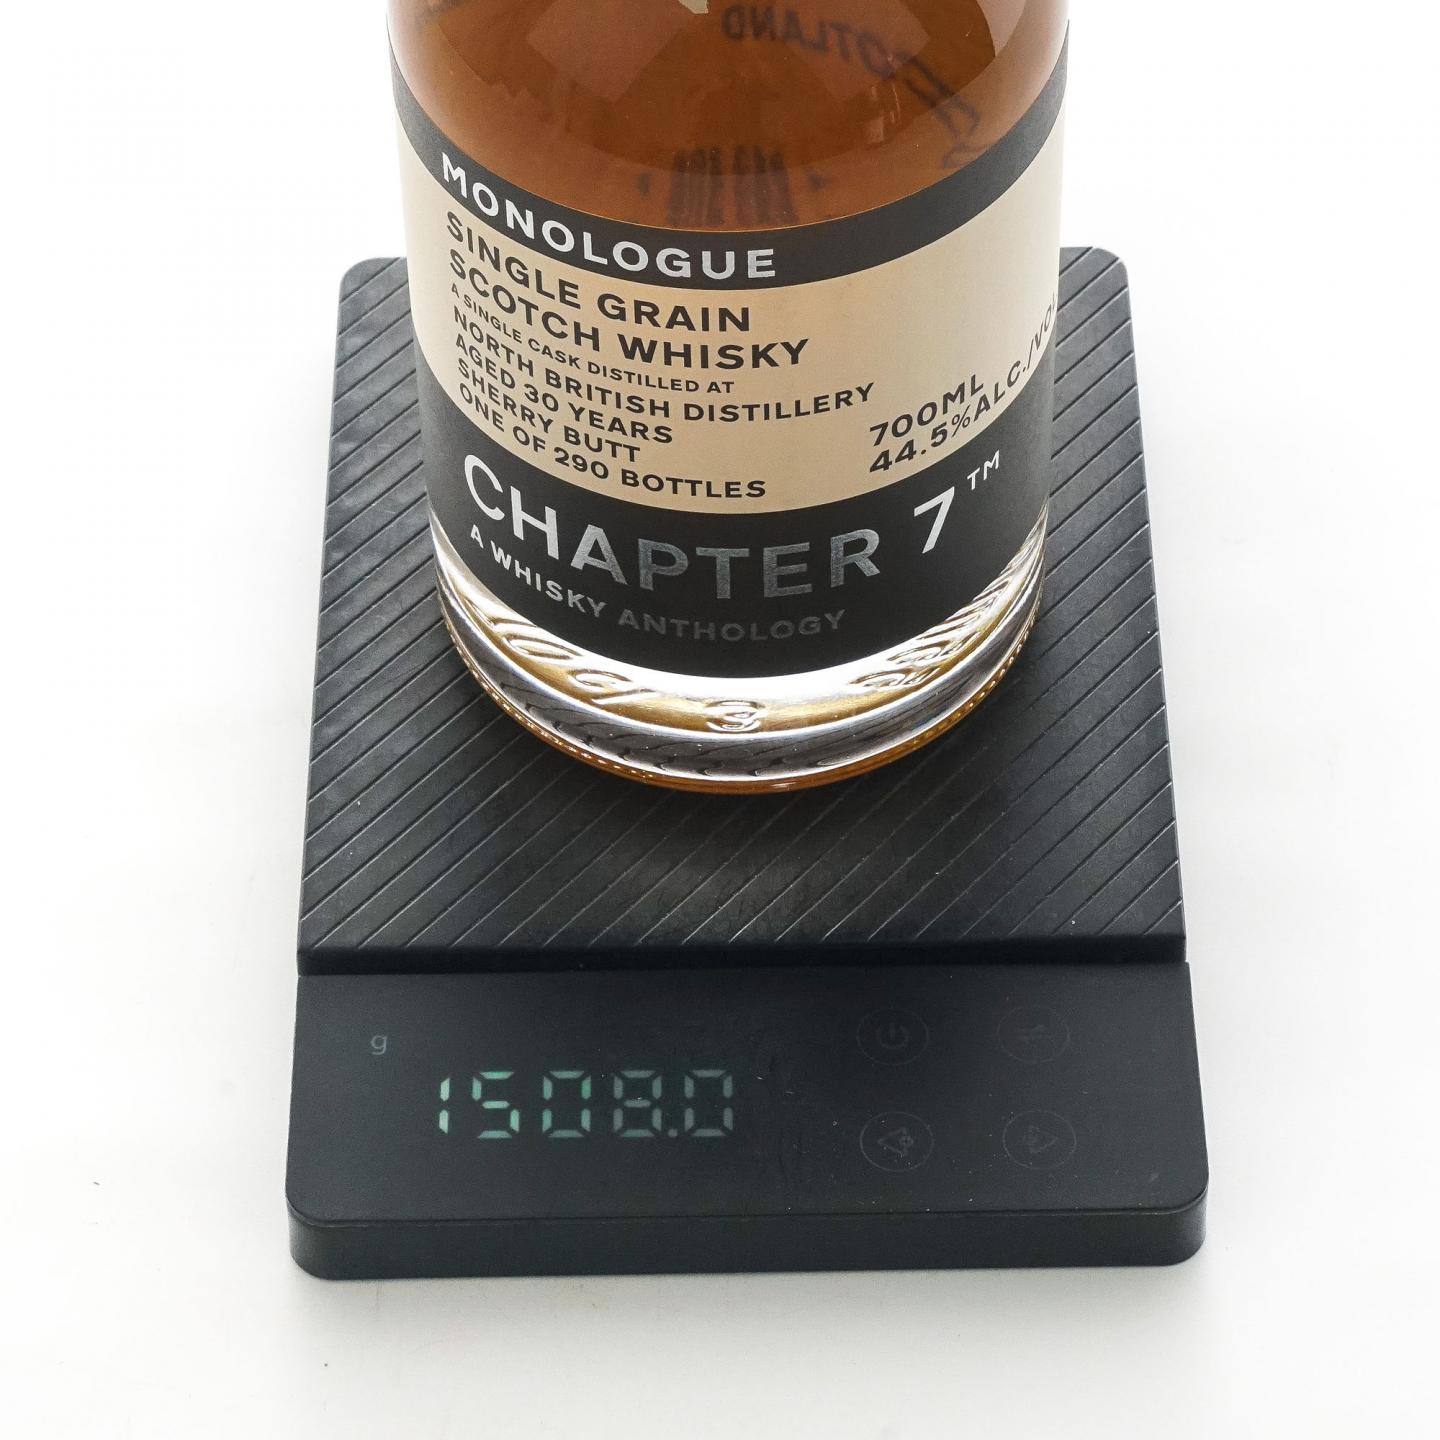 SCOTLAND
MONOLOGUE
SINGLE GRAIN
SCOTCH WHISKY
A SINGLE CASK DISTILLED AT
NORTH BRITISH DISTILLERY
AGED 30 YEARS
SHERRY BUTT
ONE OF 290 BOTTLES
700ML
44.5%ALC./VOL
CHAPTER 7™
A WHISKY ANTHOLOGY
g
1508.0